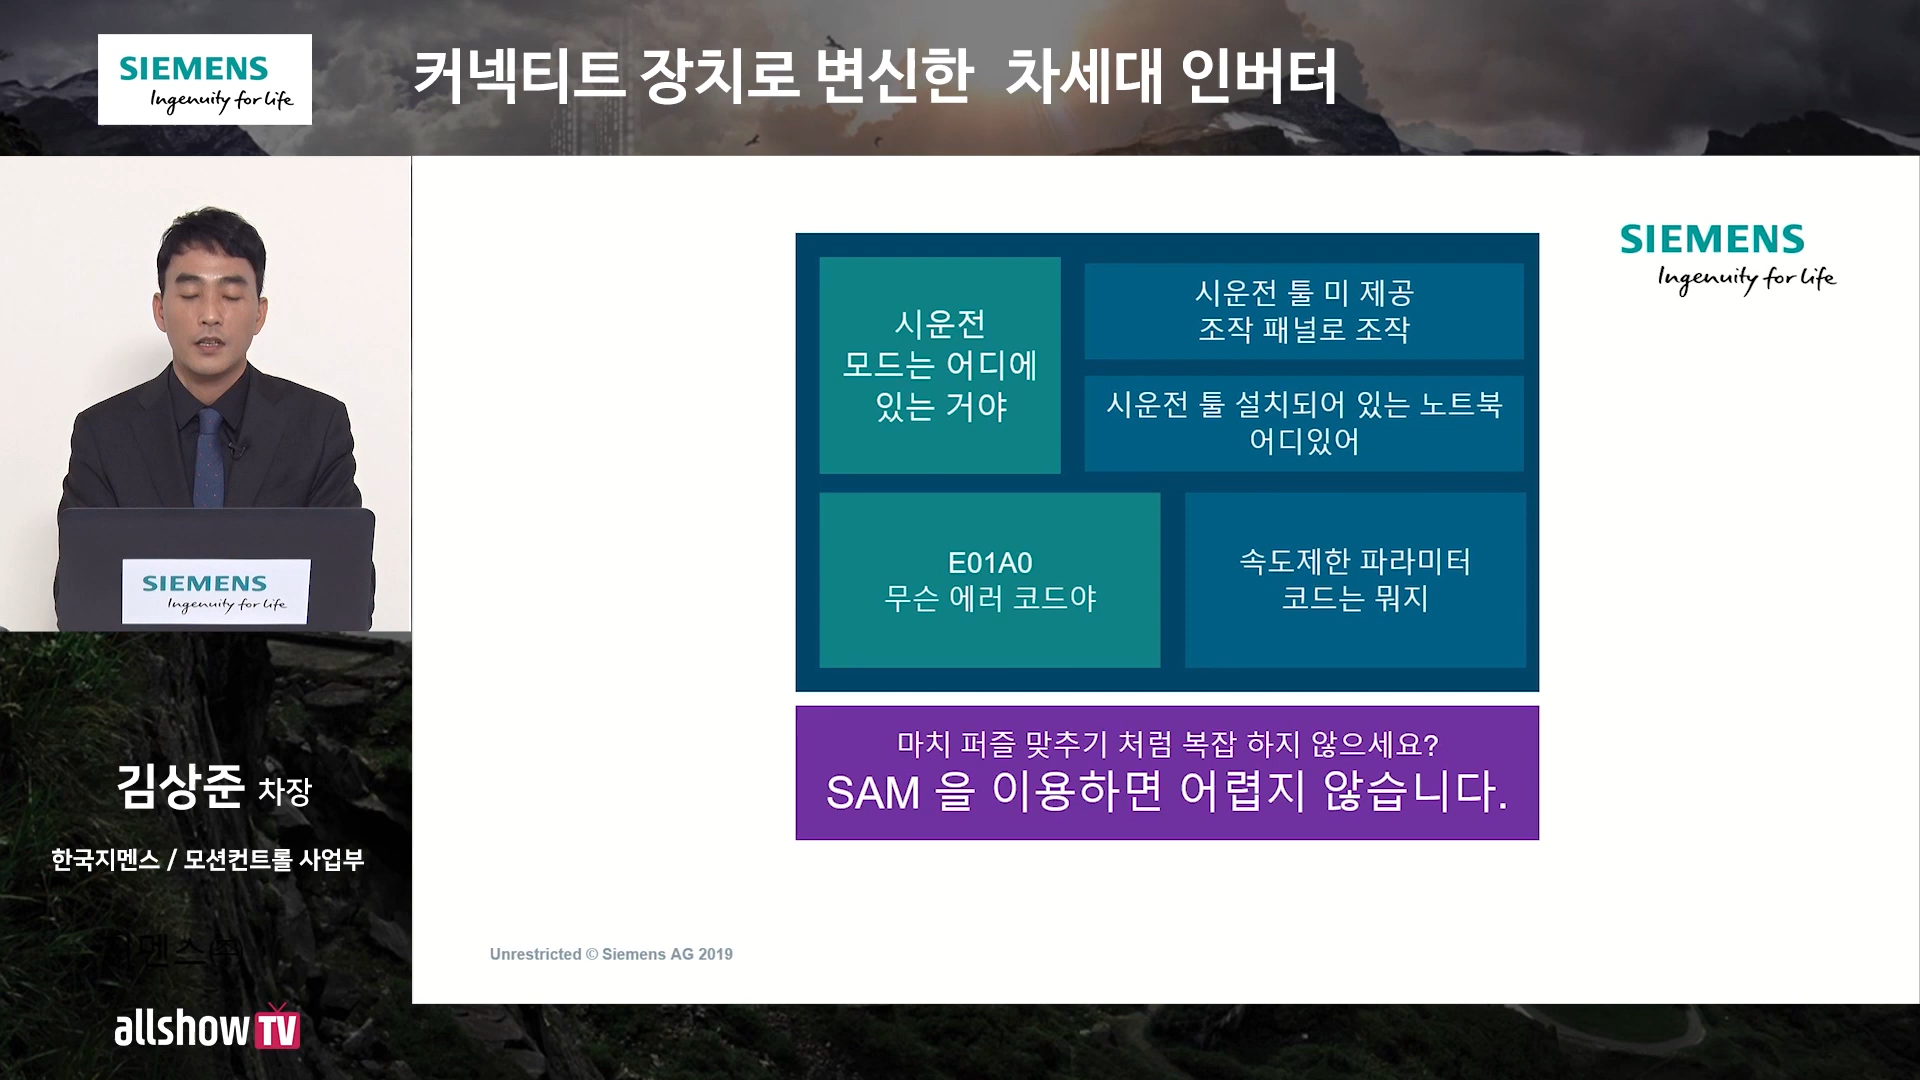 SIEMENS
Ingenuity for life
커넥티트 장치로 변신한 차세대 인버터
SIEMENS
Ingenuity for life
시운전
모드는 어디에
있는 거야
시운전 툴 미 제공
조작 패널로 조작
시운전 툴 설치되어 있는 노트북
어디있어
E01A0
무슨 에러 코드야
속도제한 파라미터
코드는 뭐지
마치 퍼즐 맞추기 처럼 복잡 하지 않으세요?
SAM 을 이용하면 어렵지 않습니다.
Unrestricted © Siemens AG 2019
SIEMENS
Ingenuity for life
김상준 차장
한국지멘스 / 모션컨트롤 사업부
멘스㈜
allshow TV